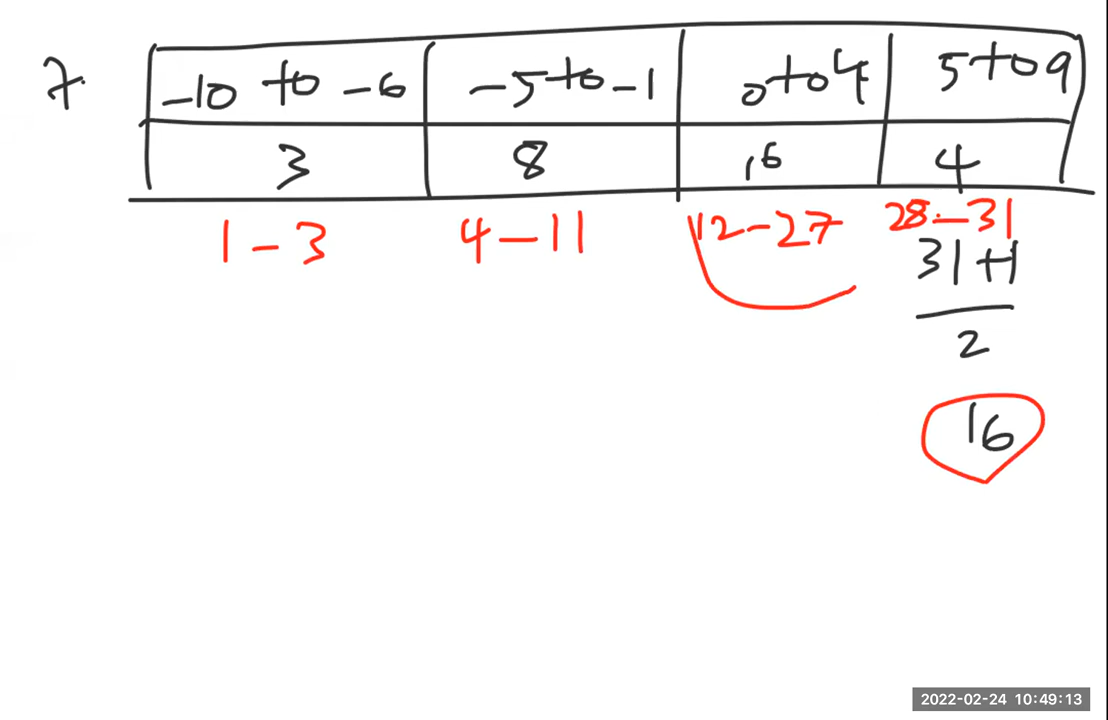 7.
-10 to -6 -5 to -1 0 to 4 5 to 9
3 8 16 4
1-3 4-11 12-27 28-31
31+1
2
16
2022-02-24 10:49:13